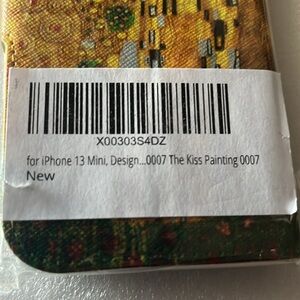 X00303S4DZ
for iPhone 13 Mini, Design...0007 The Kiss Painting 0007
New